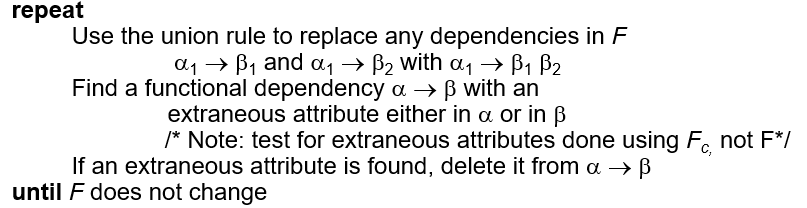 repeat
Use the union rule to replace any dependencies in F
α₁ → β₁ and α₁ → β₂ with α₁ → β₁ β₂
Find a functional dependency α → β with an
extraneous attribute either in α or in β
/* Note: test for extraneous attributes done using F_c, not F*/
If an extraneous attribute is found, delete it from α → β
until F does not change